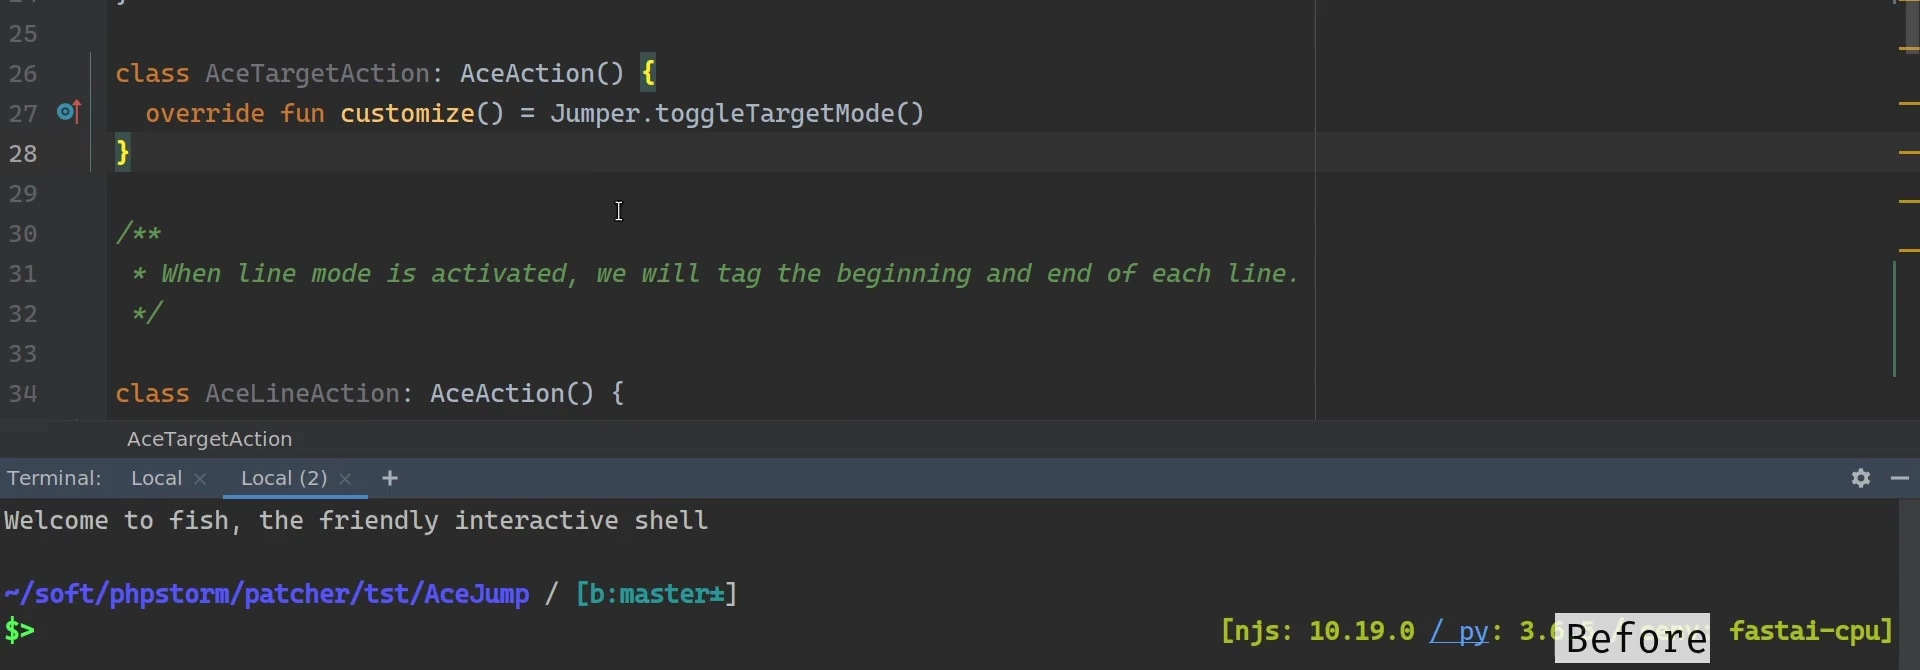 25
26 class AceTargetAction: AceAction() {
27 override fun customize() = Jumper.toggleTargetMode()
28 }
29
30 /**
31 * When line mode is activated, we will tag the beginning and end of each line.
32 */
33
34 class AceLineAction: AceAction() {
AceTargetAction
Terminal: Local × Local (2) × +
Welcome to fish, the friendly interactive shell
~/soft/phpstorm/patcher/tst/AceJump / [b:master±]
$> [njs: 10.19.0 / py: 3.6 fastai-cpu]
Before